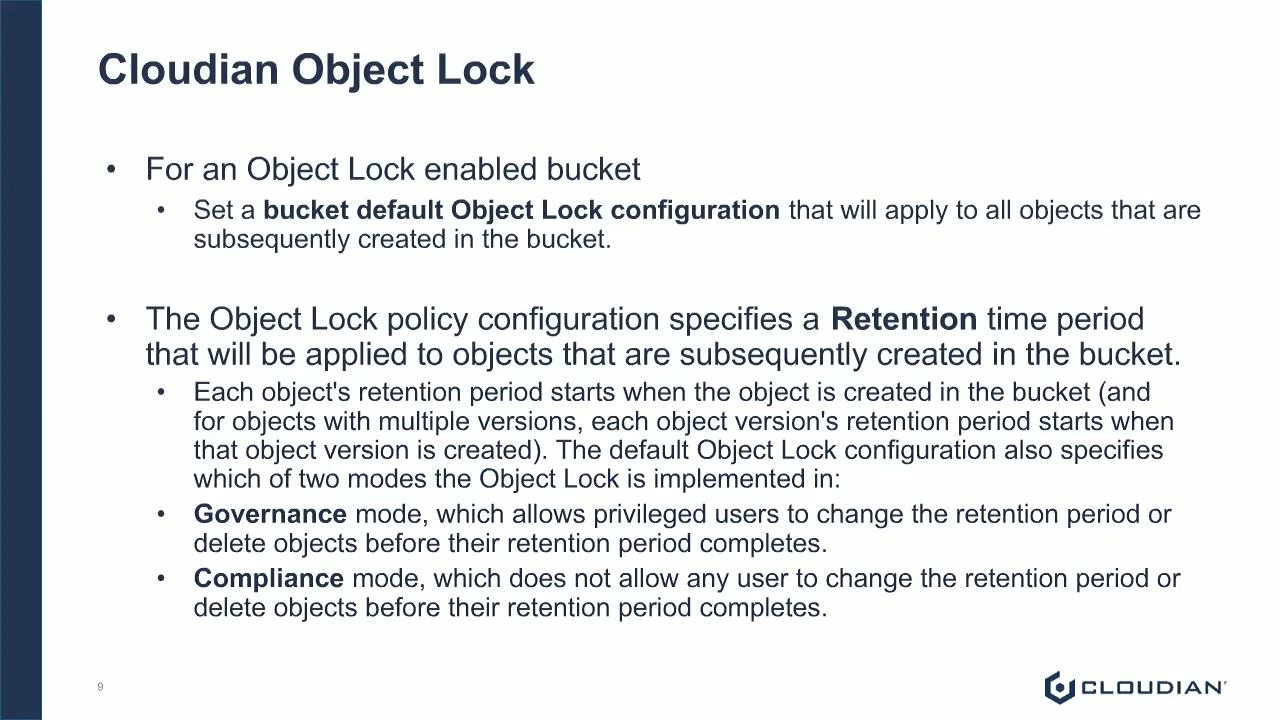 Cloudian Object Lock
• For an Object Lock enabled bucket
• Set a bucket default Object Lock configuration that will apply to all objects that are
subsequently created in the bucket.
• The Object Lock policy configuration specifies a Retention time period
that will be applied to objects that are subsequently created in the bucket.
• Each object's retention period starts when the object is created in the bucket (and
for objects with multiple versions, each object version's retention period starts when
that object version is created). The default Object Lock configuration also specifies
which of two modes the Object Lock is implemented in:
• Governance mode, which allows privileged users to change the retention period or
delete objects before their retention period completes.
• Compliance mode, which does not allow any user to change the retention period or
delete objects before their retention period completes.
9
CLOUDIAN